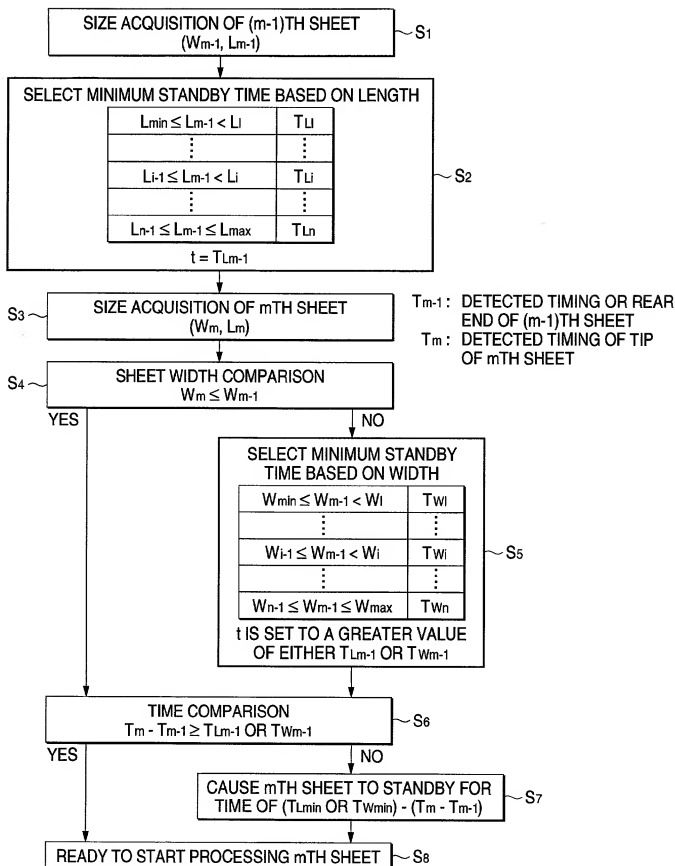 SIZE ACQUISITION OF (m-1)TH SHEET
(Wm-1, Lm-1)
S1
SELECT MINIMUM STANDBY TIME BASED ON LENGTH
Lmin ≤ Lm-1 < Ll TLl
⋮ ⋮
Li-1 ≤ Lm-1 < Li TLi
⋮ ⋮
Ln-1 ≤ Lm-1 ≤ Lmax TLn
t = TLm-1
S2
S3
SIZE ACQUISITION OF mTH SHEET
(Wm, Lm)
Tm-1 : DETECTED TIMING OR REAR
END OF (m-1)TH SHEET
Tm : DETECTED TIMING OF TIP
OF mTH SHEET
S4
SHEET WIDTH COMPARISON
Wm ≤ Wm-1
YES
NO
SELECT MINIMUM STANDBY
TIME BASED ON WIDTH
Wmin ≤ Wm-1 < Wl TWl
⋮ ⋮
Wi-1 ≤ Wm-1 < Wi TWi
⋮ ⋮
Wn-1 ≤ Wm-1 ≤ Wmax TWn
t IS SET TO A GREATER VALUE
OF EITHER TLm-1 OR TWm-1
S5
TIME COMPARISON
Tm - Tm-1 ≥ TLm-1 OR TWm-1
S6
YES
NO
CAUSE mTH SHEET TO STANDBY FOR
TIME OF (TLmin OR TWmin) - (Tm - Tm-1)
S7
READY TO START PROCESSING mTH SHEET
S8